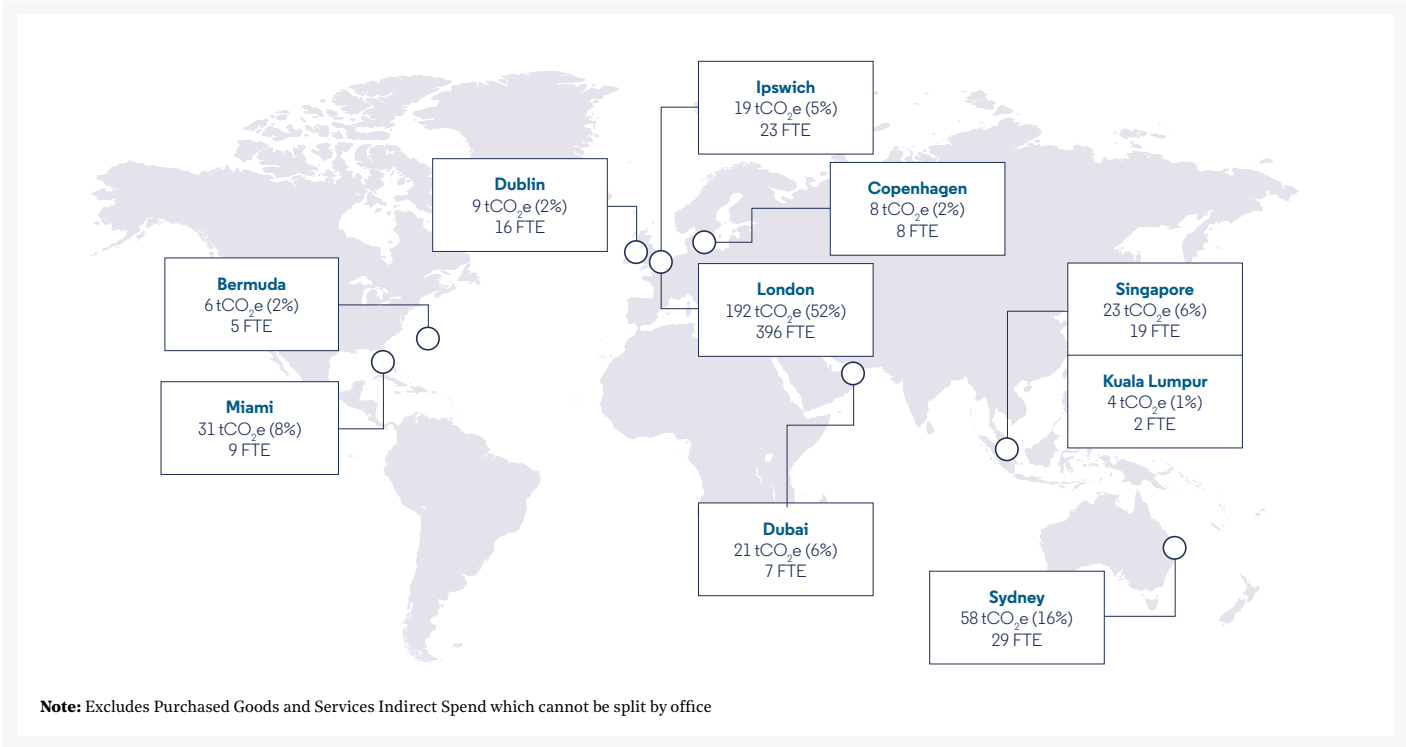 Ipswich
19 tCO₂e (5%)
23 FTE
Dublin
9 tCO₂e (2%)
16 FTE
Copenhagen
8 tCO₂e (2%)
8 FTE
Bermuda
6 tCO₂e (2%)
5 FTE
London
192 tCO₂e (52%)
396 FTE
Singapore
23 tCO₂e (6%)
19 FTE
Kuala Lumpur
4 tCO₂e (1%)
2 FTE
Miami
31 tCO₂e (8%)
9 FTE
Dubai
21 tCO₂e (6%)
7 FTE
Sydney
58 tCO₂e (16%)
29 FTE
Note: Excludes Purchased Goods and Services Indirect Spend which cannot be split by office